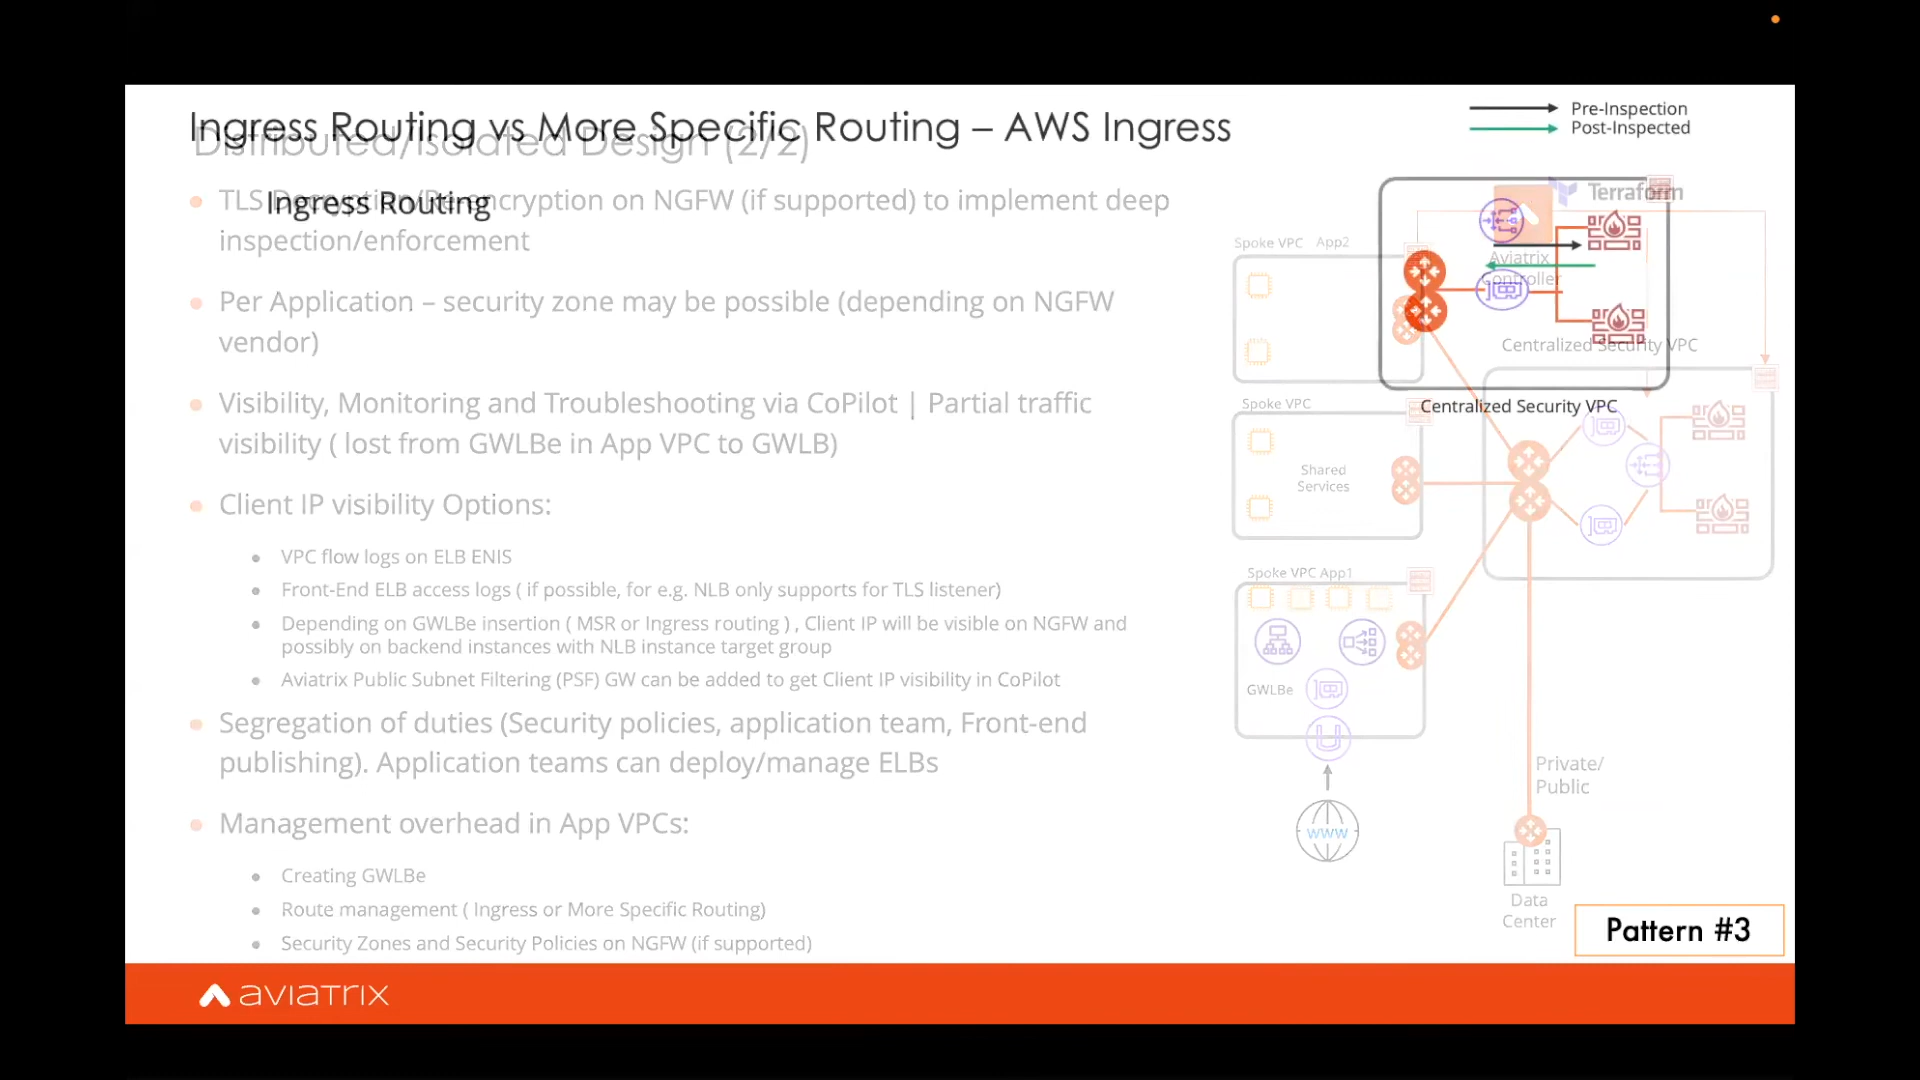 Ingress Routing vs More Specific Routing – AWS Ingress
Distributed/Isolated Design (2/2)
Pre-Inspection
Post-Inspected
Ingress Routing
• TLS Decryption/Re-encryption on NGFW (if supported) to implement deep
inspection/enforcement
• Per Application – security zone may be possible (depending on NGFW
vendor)
• Visibility, Monitoring and Troubleshooting via CoPilot | Partial traffic
visibility ( lost from GWLBe in App VPC to GWLB)
• Client IP visibility Options:
• VPC flow logs on ELB ENIS
• Front-End ELB access logs ( if possible, for e.g. NLB only supports for TLS listener)
• Depending on GWLBe insertion ( MSR or Ingress routing ) , Client IP will be visible on NGFW and
possibly on backend instances with NLB instance target group
• Aviatrix Public Subnet Filtering (PSF) GW can be added to get Client IP visibility in CoPilot
• Segregation of duties (Security policies, application team, Front-end
publishing). Application teams can deploy/manage ELBs
• Management overhead in App VPCs:
• Creating GWLBe
• Route management ( Ingress or More Specific Routing)
• Security Zones and Security Policies on NGFW (if supported)
Terraform
Aviatrix
Controller
Spoke VPC App2
Centralized Security VPC
Spoke VPC
Centralized Security VPC
Shared
Services
Spoke VPC App1
GWLBe
WWW
Private/
Public
Data
Center
Pattern #3
aviatrix